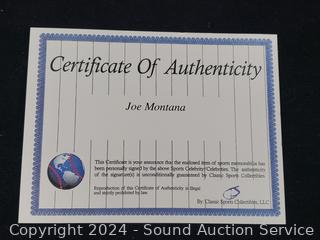 Certificate Of Authenticity
Joe Montana
This Certificate is your assurance that the enclosed item of sports memorabilia has
been personally signed by the above Sports Celebrity/Celebrities. The authenticity
of the signature(s) is unconditionally guaranteed by Classic Sports Collectibles.
Reproduction of this Certificate of Authenticity is illegal
and strictly prohibited by law.
By: Classic Sports Collectibles, LLC
Copyright 2024 - Sound Auction Service